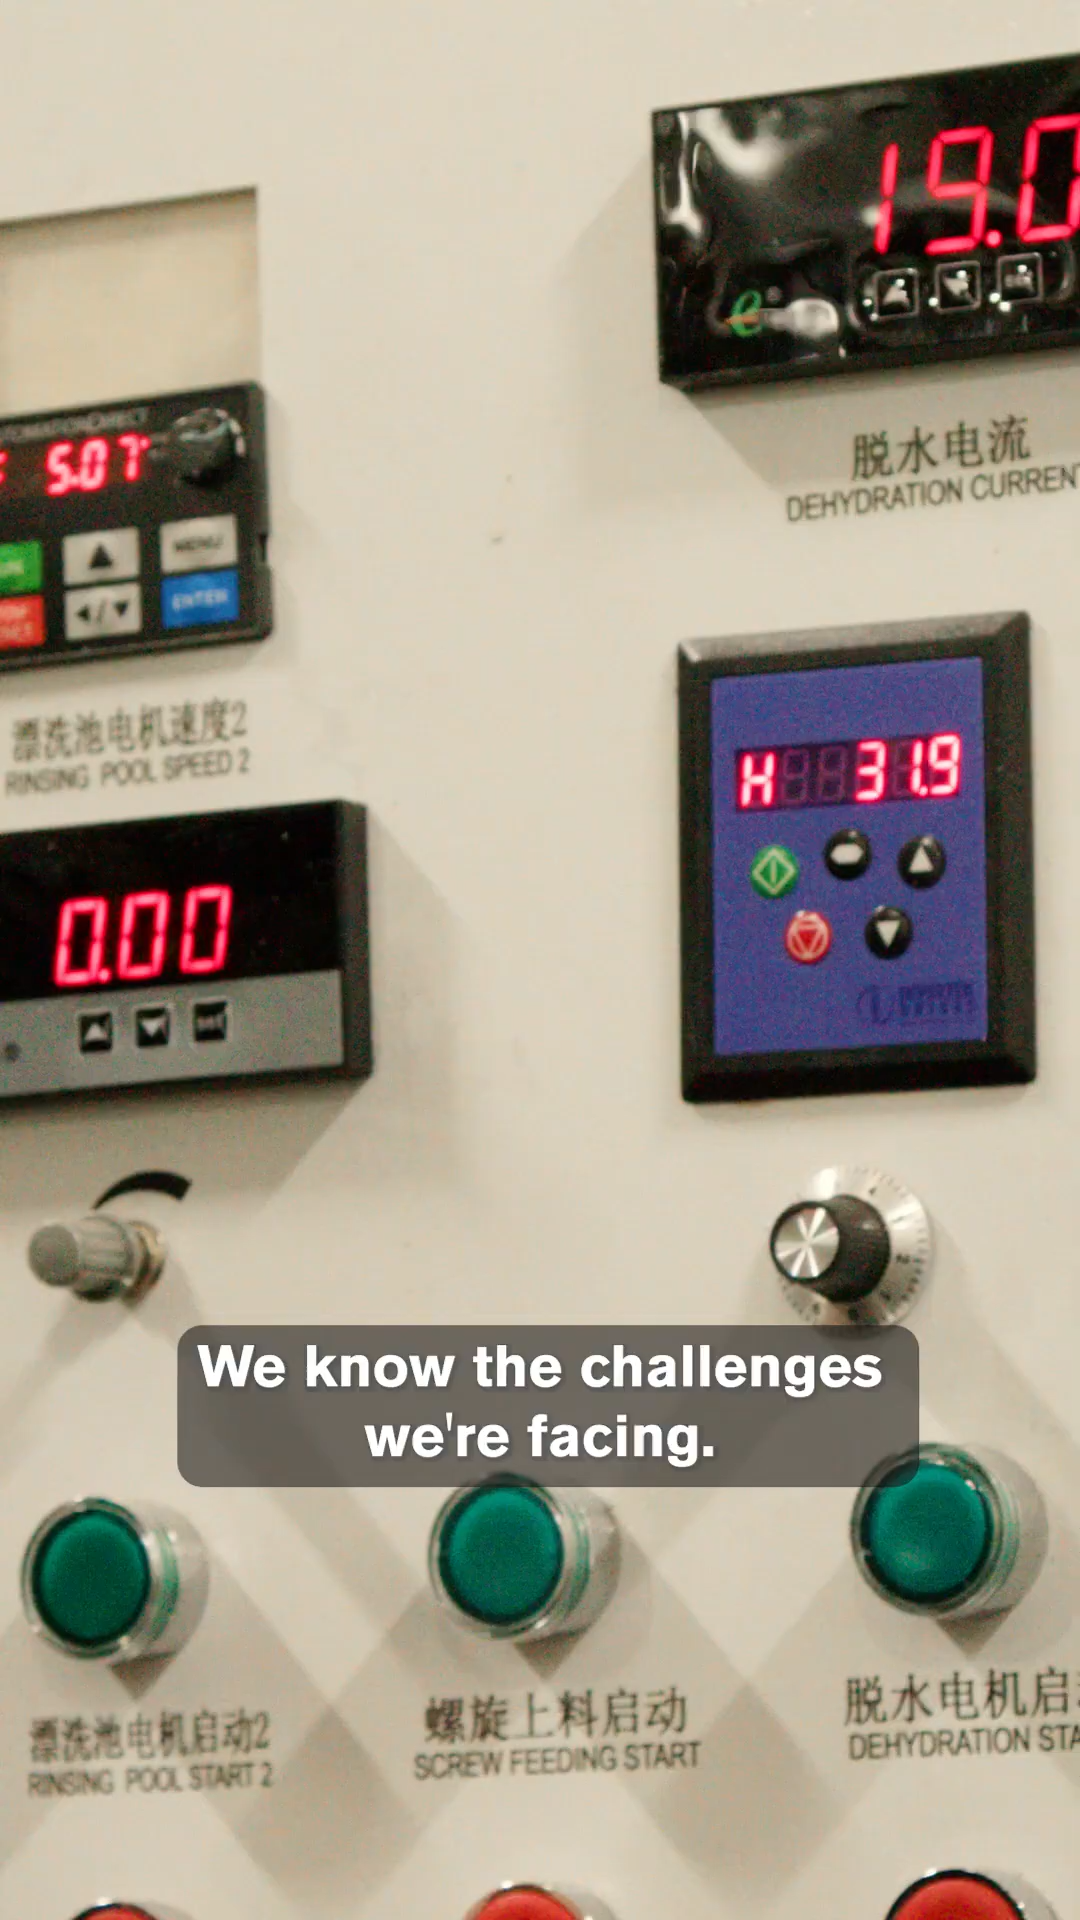 19.0
脱水电流
DEHYDRATION CURRENT
5.07
MENU
ENTER
漂洗池电机速度2
RINSING POOL SPEED 2
H 31.9
0.00
We know the challenges
we're facing.
漂洗池电机启动2
RINSING POOL START 2
螺旋上料启动
SCREW FEEDING START
脱水电机启
DEHYDRATION STA